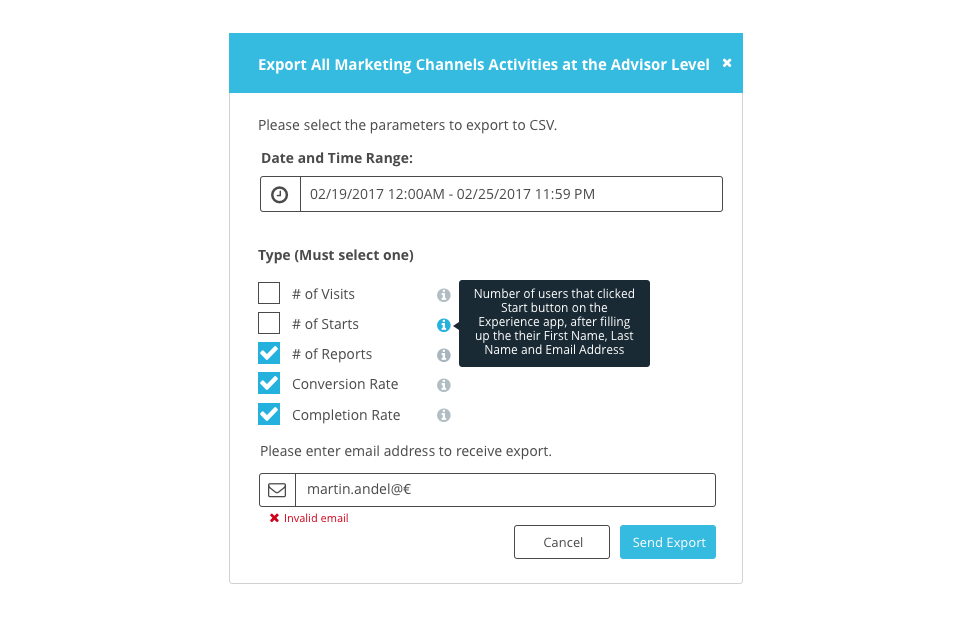 Export All Marketing Channels Activities at the Advisor Level
Please select the parameters to export to CSV.
Date and Time Range:
02/19/2017 12:00AM - 02/25/2017 11:59 PM
Type (Must select one)
# of Visits
# of Starts
Number of users that clicked
Start button on the
Experience app, after filling
up the their First Name, Last
Name and Email Address
# of Reports
Conversion Rate
Completion Rate
Please enter email address to receive export.
martin.andel@€
Invalid email
Cancel
Send Export